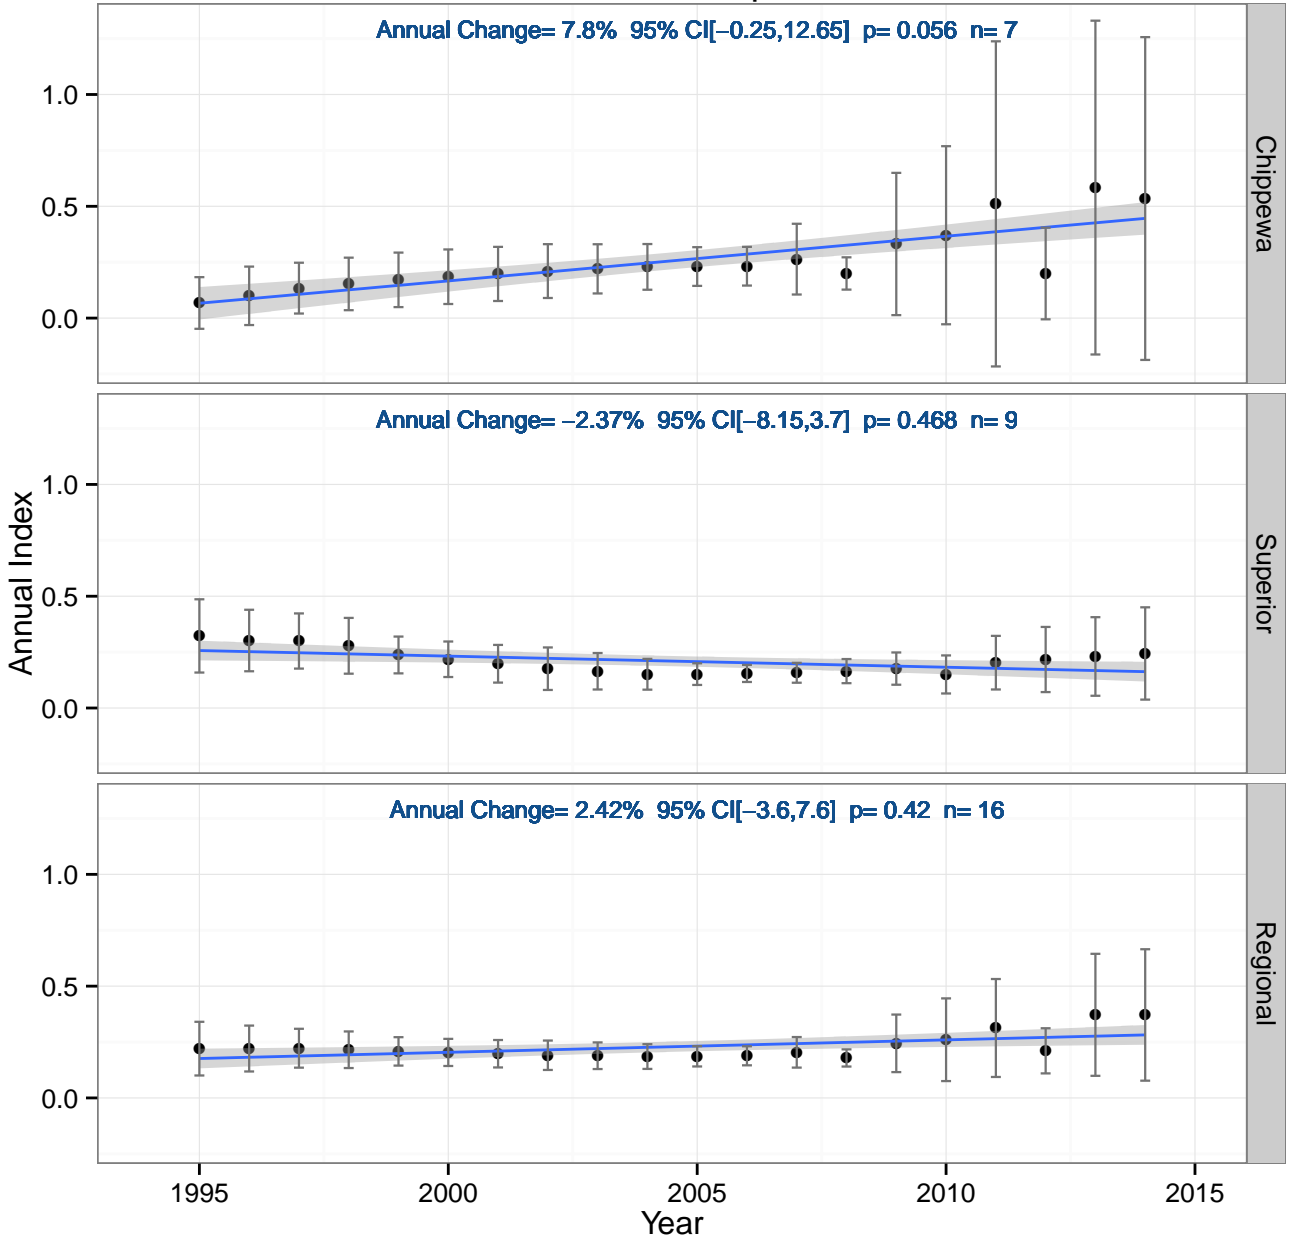 Annual Change= 7.8%  95% CI[−0.25,12.65]  p= 0.056  n= 7
1.0
0.5
0.0
Chippewa
Annual Change= −2.37%  95% CI[−8.15,3.7]  p= 0.468  n= 9
1.0
0.5
0.0
Superior
Annual Index
Annual Change= 2.42%  95% CI[−3.6,7.6]  p= 0.42  n= 16
1.0
0.5
0.0
Regional
1995 2000 2005 2010 2015
Year